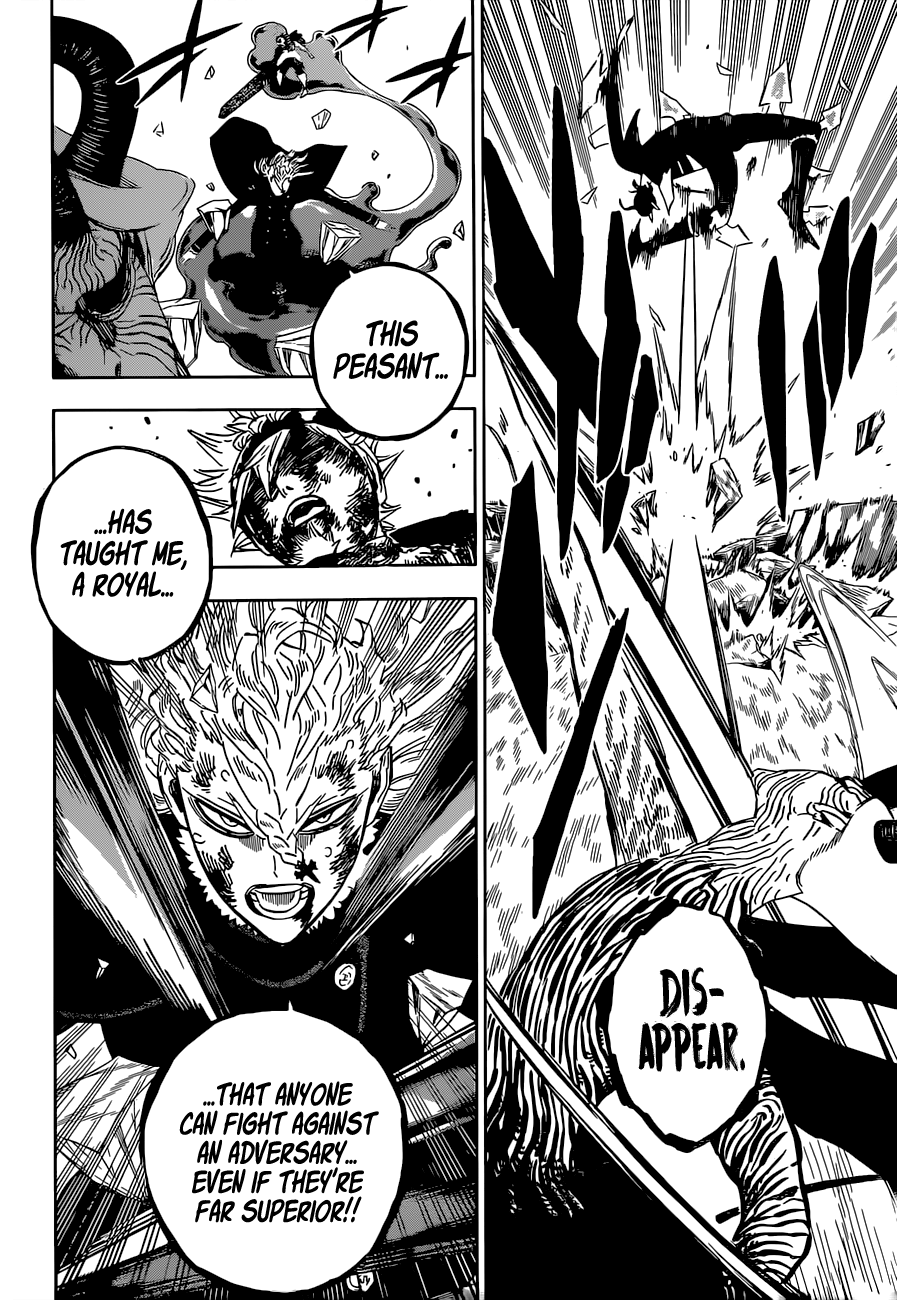 DIS-
APPEAR.
THIS
PEASANT...
...HAS
TAUGHT ME,
A ROYAL...
...THAT ANYONE
CAN FIGHT AGAINST
AN ADVERSARY...
EVEN IF THEY'RE
FAR SUPERIOR!!